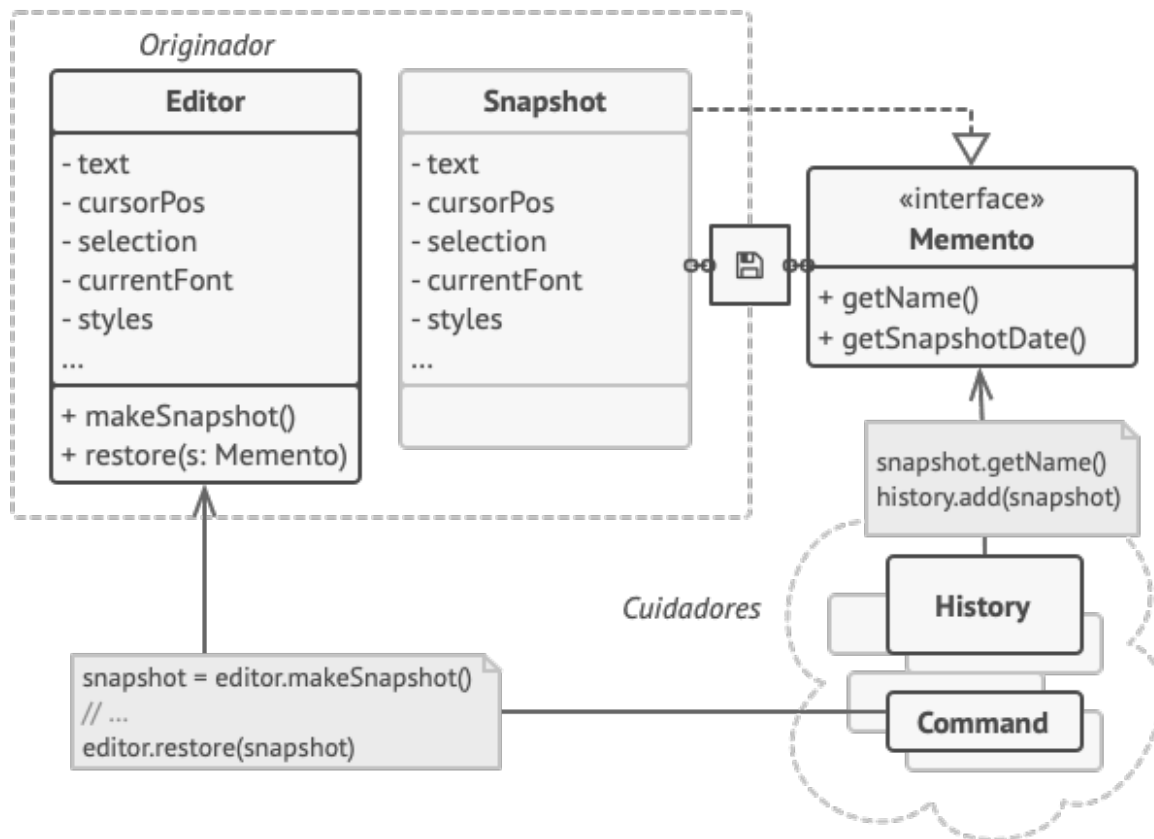 Originador
Editor
- text
- cursorPos
- selection
- currentFont
- styles
...
+ makeSnapshot()
+ restore(s: Memento)
Snapshot
- text
- cursorPos
- selection
- currentFont
- styles
...
«interface»
Memento
+ getName()
+ getSnapshotDate()
snapshot.getName()
history.add(snapshot)
Cuidadores
History
Command
snapshot = editor.makeSnapshot()
// ...
editor.restore(snapshot)